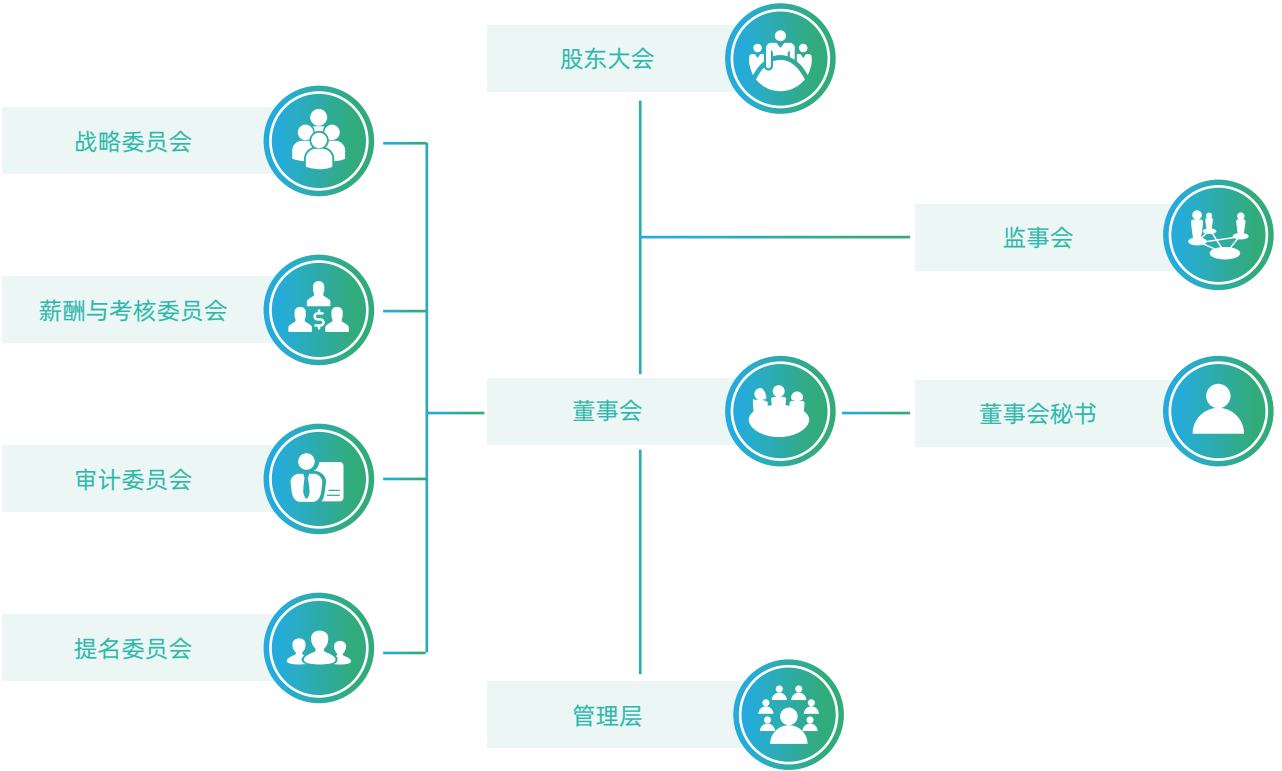 股东大会
战略委员会
监事会
薪酬与考核委员会
董事会
董事会秘书
审计委员会
提名委员会
管理层